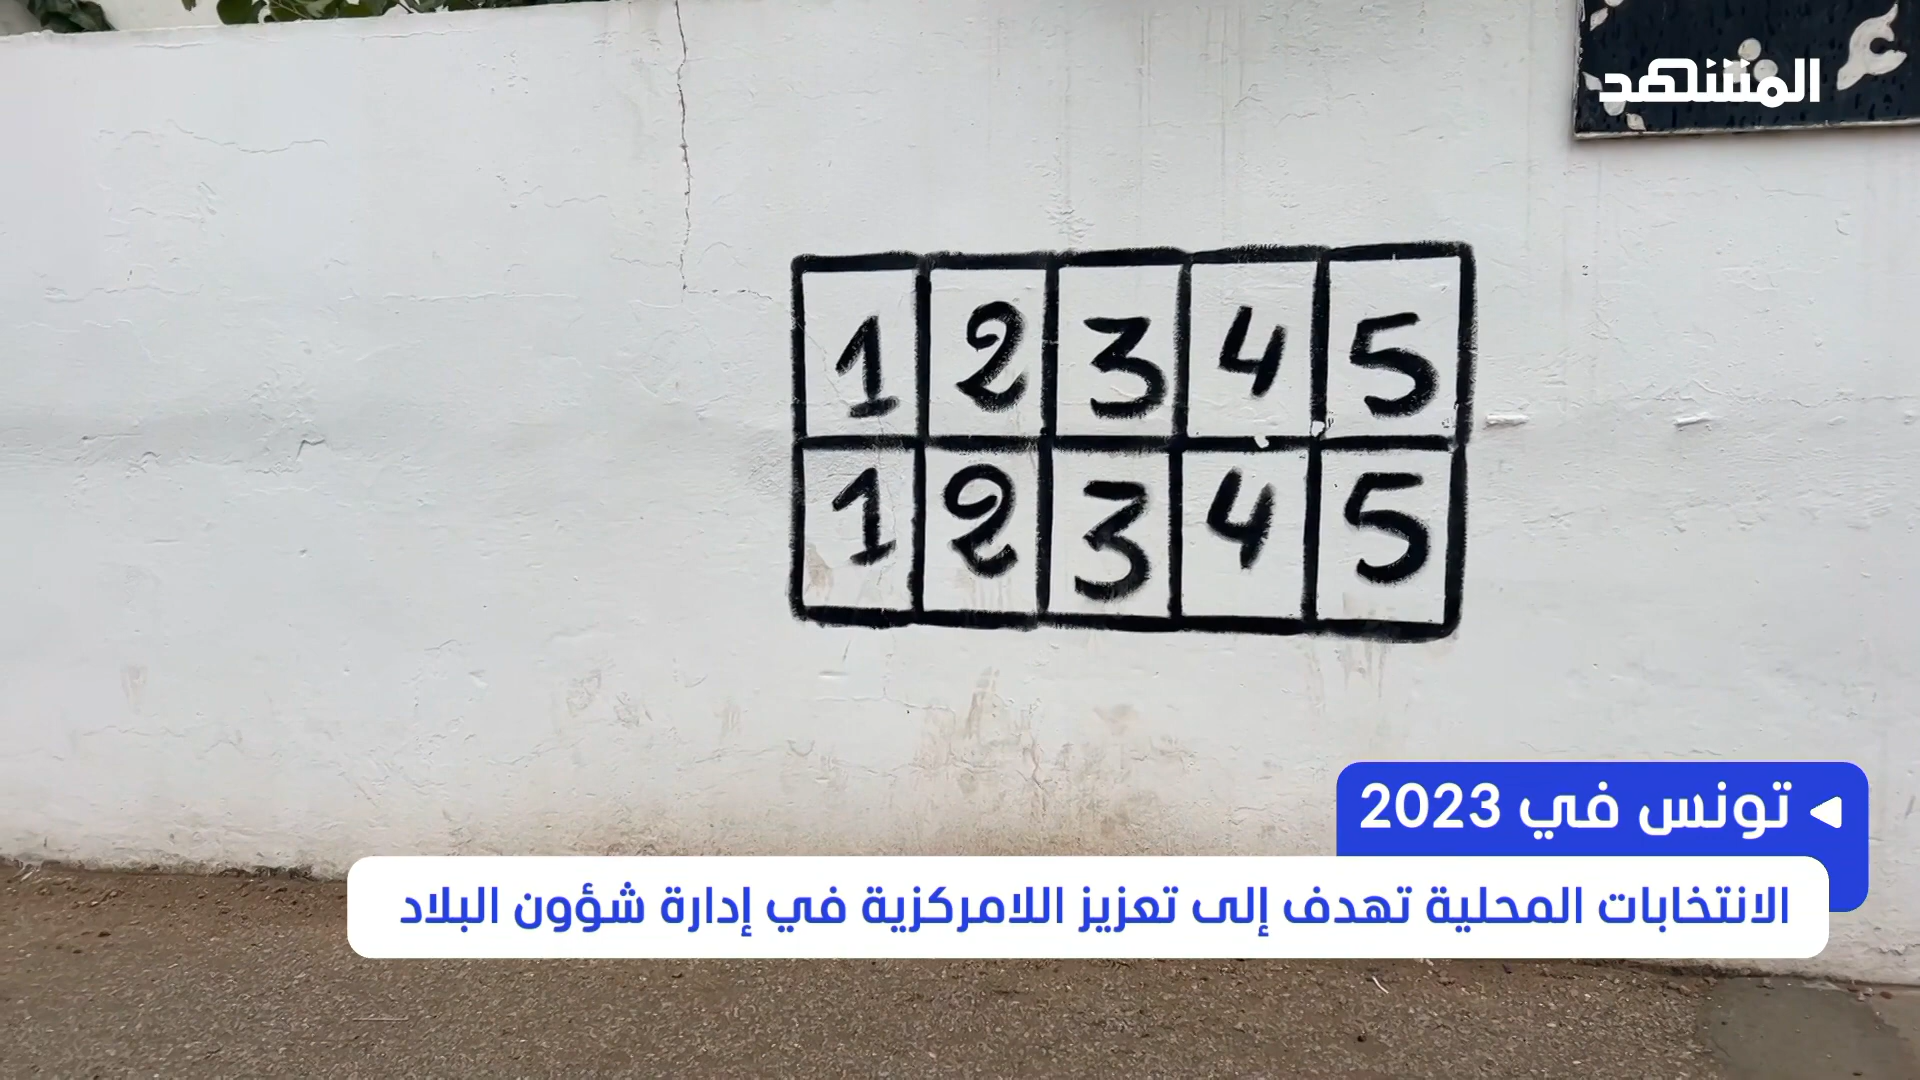 المشهد
1 2 3 4 5
1 2 3 4 5
تونس في 2023
الانتخابات المحلية تهدف إلى تعزيز اللامركزية في إدارة شؤون البلاد